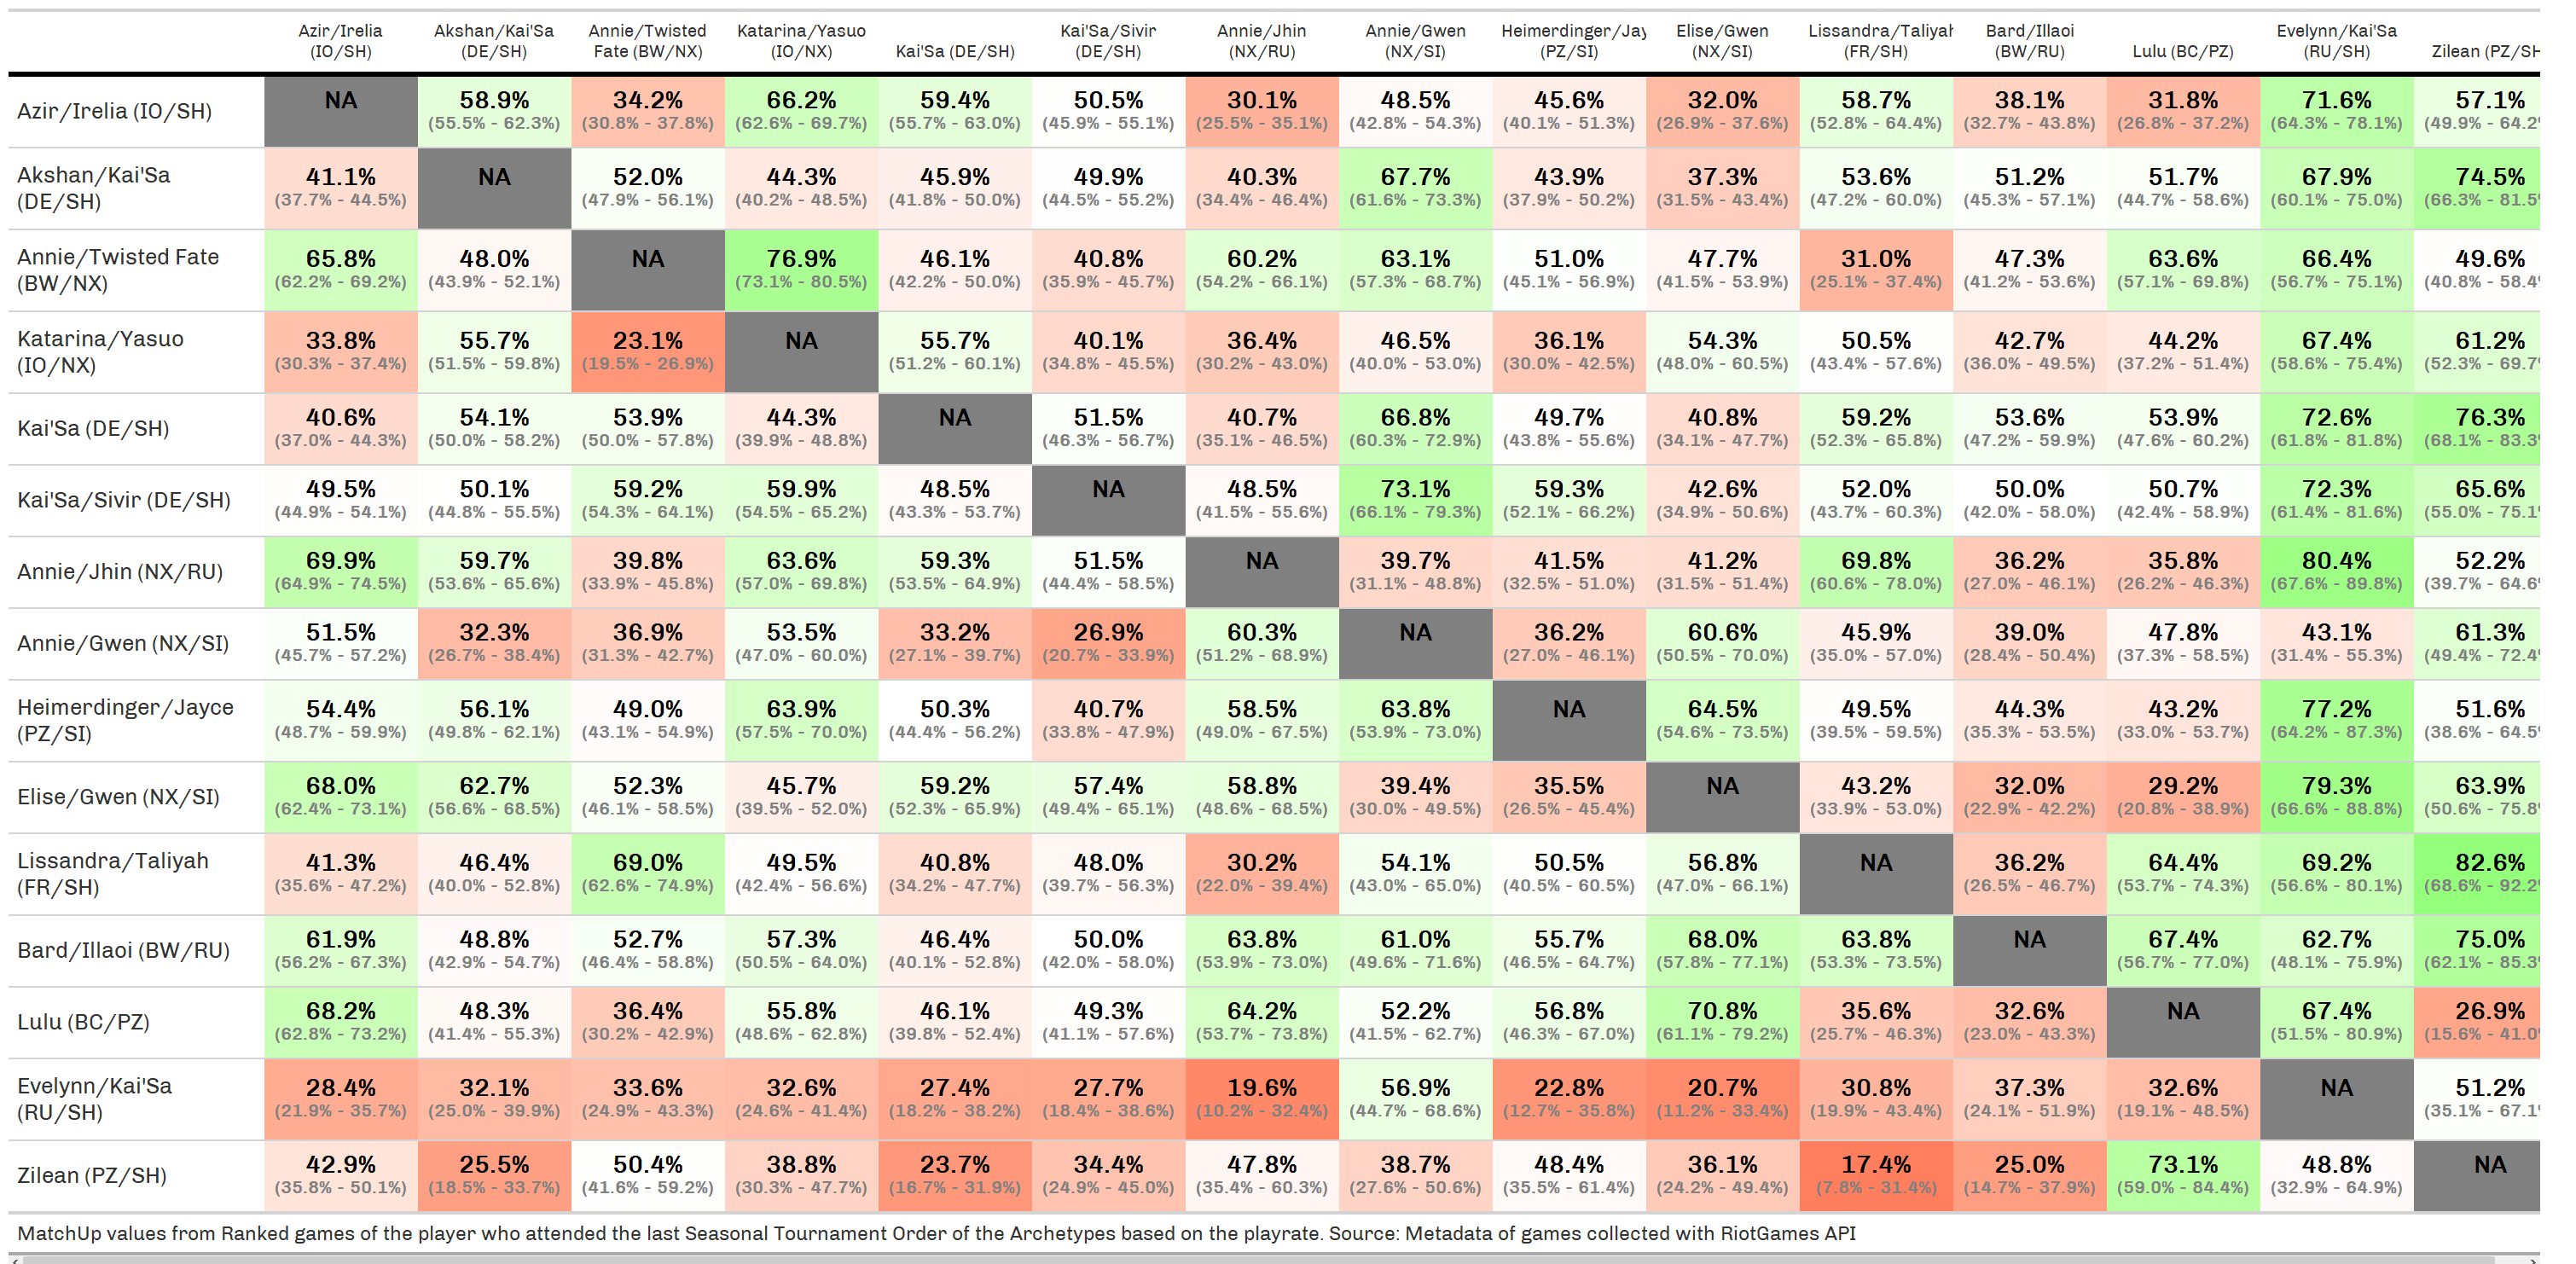 Azir/Irelia (IO/SH) Akshan/Kai'Sa (DE/SH) Annie/Twisted Fate (BW/NX) Katarina/Yasuo (IO/NX) Kai'Sa (DE/SH) Kai'Sa/Sivir (DE/SH) Annie/Jhin (NX/RU) Annie/Gwen (NX/SI) Heimerdinger/Jay (PZ/SI) Elise/Gwen (NX/SI) Lissandra/Taliyah (FR/SH) Bard/Illaoi (BW/RU) Lulu (BC/PZ) Evelynn/Kai'Sa (RU/SH) Zilean (PZ/SH
Azir/Irelia (IO/SH) NA 58.9% 34.2% 66.2% 59.4% 50.5% 30.1% 48.5% 45.6% 32.0% 58.7% 38.1% 31.8% 71.6% 57.1%
(55.5% - 62.3%) (30.8% - 37.8%) (62.6% - 69.7%) (55.7% - 63.0%) (45.9% - 55.1%) (25.5% - 35.1%) (42.8% - 54.3%) (40.1% - 51.3%) (26.9% - 37.6%) (52.8% - 64.4%) (32.7% - 43.8%) (26.8% - 37.2%) (64.3% - 78.1%) (49.9% - 64.2
Akshan/Kai'Sa (DE/SH) 41.1% NA 52.0% 44.3% 45.9% 49.9% 40.3% 67.7% 43.9% 37.3% 53.6% 51.2% 51.7% 67.9% 74.5%
(37.7% - 44.5%) (47.9% - 56.1%) (40.2% - 48.5%) (41.8% - 50.0%) (44.5% - 55.2%) (34.4% - 46.4%) (61.6% - 73.3%) (37.9% - 50.2%) (31.5% - 43.4%) (47.2% - 60.0%) (45.3% - 57.1%) (44.7% - 58.6%) (60.1% - 75.0%) (66.3% - 81.5
Annie/Twisted Fate (BW/NX) 65.8% 48.0% NA 76.9% 46.1% 40.8% 60.2% 63.1% 51.0% 47.7% 31.0% 47.3% 63.6% 66.4% 49.6%
(62.2% - 69.2%) (43.9% - 52.1%) (73.1% - 80.5%) (42.2% - 50.0%) (35.9% - 45.7%) (54.2% - 66.1%) (57.3% - 68.7%) (45.1% - 56.9%) (41.5% - 53.9%) (25.1% - 37.4%) (41.2% - 53.6%) (57.1% - 69.8%) (56.7% - 75.1%) (40.8% - 58.4
Katarina/Yasuo (IO/NX) 33.8% 55.7% 23.1% NA 55.7% 40.1% 36.4% 46.5% 36.1% 54.3% 50.5% 42.7% 44.2% 67.4% 61.2%
(30.3% - 37.4%) (51.5% - 59.8%) (19.5% - 26.9%) (51.2% - 60.1%) (34.8% - 45.5%) (30.2% - 43.0%) (40.0% - 53.0%) (30.0% - 42.5%) (48.0% - 60.5%) (43.4% - 57.6%) (36.0% - 49.5%) (37.2% - 51.4%) (58.6% - 75.4%) (52.3% - 69.7
Kai'Sa (DE/SH) 40.6% 54.1% 53.9% 44.3% NA 51.5% 40.7% 66.8% 49.7% 40.8% 59.2% 53.6% 53.9% 72.6% 76.3%
(37.0% - 44.3%) (50.0% - 58.2%) (50.0% - 57.8%) (39.9% - 48.8%) (46.3% - 56.7%) (35.1% - 46.5%) (60.3% - 72.9%) (43.8% - 55.6%) (34.1% - 47.7%) (52.3% - 65.8%) (47.2% - 59.9%) (47.6% - 60.2%) (61.8% - 81.8%) (68.1% - 83.3
Kai'Sa/Sivir (DE/SH) 49.5% 50.1% 59.2% 59.9% 48.5% NA 48.5% 73.1% 59.3% 42.6% 52.0% 50.0% 50.7% 72.3% 65.6%
(44.9% - 54.1%) (44.8% - 55.5%) (54.3% - 64.1%) (54.5% - 65.2%) (43.3% - 53.7%) (41.5% - 55.6%) (66.1% - 79.3%) (52.1% - 66.2%) (34.9% - 50.6%) (43.7% - 60.3%) (42.0% - 58.0%) (42.4% - 58.9%) (61.4% - 81.6%) (55.0% - 75.1
Annie/Jhin (NX/RU) 69.9% 59.7% 39.8% 63.6% 59.3% 51.5% NA 39.7% 41.5% 41.2% 69.8% 36.2% 35.8% 80.4% 52.2%
(64.9% - 74.5%) (53.6% - 65.6%) (33.9% - 45.8%) (57.0% - 69.8%) (53.5% - 64.9%) (44.4% - 58.5%) (31.1% - 48.8%) (32.5% - 51.0%) (31.5% - 51.4%) (60.6% - 78.0%) (27.0% - 46.1%) (26.2% - 46.3%) (67.6% - 89.8%) (39.7% - 64.6
Annie/Gwen (NX/SI) 51.5% 32.3% 36.9% 53.5% 33.2% 26.9% 60.3% NA 36.2% 60.6% 45.9% 39.0% 47.8% 43.1% 61.3%
(45.7% - 57.2%) (26.7% - 38.4%) (31.3% - 42.7%) (47.0% - 60.0%) (27.1% - 39.7%) (20.7% - 33.9%) (51.2% - 68.9%) (27.0% - 46.1%) (50.5% - 70.0%) (35.0% - 57.0%) (28.4% - 50.4%) (37.3% - 58.5%) (31.4% - 55.3%) (49.4% - 72.4
Heimerdinger/Jayce (PZ/SI) 54.4% 56.1% 49.0% 63.9% 50.3% 40.7% 58.5% 63.8% NA 64.5% 49.5% 44.3% 43.2% 77.2% 51.6%
(48.7% - 59.9%) (49.8% - 62.1%) (43.1% - 54.9%) (57.5% - 70.0%) (44.4% - 56.2%) (33.8% - 47.9%) (49.0% - 67.5%) (53.9% - 73.0%) (54.6% - 73.5%) (39.5% - 59.5%) (35.3% - 53.5%) (33.0% - 53.7%) (64.2% - 87.3%) (38.6% - 64.5
Elise/Gwen (NX/SI) 68.0% 62.7% 52.3% 45.7% 59.2% 57.4% 58.8% 39.4% 35.5% NA 43.2% 32.0% 29.2% 79.3% 63.9%
(62.4% - 73.1%) (56.6% - 68.5%) (46.1% - 58.5%) (39.5% - 52.0%) (52.3% - 65.9%) (49.4% - 65.1%) (48.6% - 68.5%) (30.0% - 49.5%) (26.5% - 45.4%) (33.9% - 53.0%) (22.9% - 42.2%) (20.8% - 38.9%) (66.6% - 88.8%) (50.6% - 75.8
Lissandra/Taliyah (FR/SH) 41.3% 46.4% 69.0% 49.5% 40.8% 48.0% 30.2% 54.1% 50.5% 56.8% NA 36.2% 64.4% 69.2% 82.6%
(35.6% - 47.2%) (40.0% - 52.8%) (62.6% - 74.9%) (42.4% - 56.6%) (34.2% - 47.7%) (39.7% - 56.3%) (22.0% - 39.4%) (43.0% - 65.0%) (40.5% - 60.5%) (47.0% - 66.1%) (26.5% - 46.7%) (53.7% - 74.3%) (56.6% - 80.1%) (68.6% - 92.2
Bard/Illaoi (BW/RU) 61.9% 48.8% 52.7% 57.3% 46.4% 50.0% 63.8% 61.0% 55.7% 68.0% 63.8% NA 67.4% 62.7% 75.0%
(56.2% - 67.3%) (42.9% - 54.7%) (46.4% - 58.8%) (50.5% - 64.0%) (40.1% - 52.8%) (42.0% - 58.0%) (53.9% - 73.0%) (49.6% - 71.6%) (46.5% - 64.7%) (57.8% - 77.1%) (53.3% - 73.5%) (56.7% - 77.0%) (48.1% - 75.9%) (62.1% - 85.3
Lulu (BC/PZ) 68.2% 48.3% 36.4% 55.8% 46.1% 49.3% 64.2% 52.2% 56.8% 70.8% 35.6% 32.6% NA 67.4% 26.9%
(62.8% - 73.2%) (41.4% - 55.3%) (30.2% - 42.9%) (48.6% - 62.8%) (39.8% - 52.4%) (41.1% - 57.6%) (53.7% - 73.8%) (41.5% - 62.7%) (46.3% - 67.0%) (61.1% - 79.2%) (25.7% - 46.3%) (23.0% - 43.3%) (51.5% - 80.9%) (15.6% - 41.0
Evelynn/Kai'Sa (RU/SH) 28.4% 32.1% 33.6% 32.6% 27.4% 27.7% 19.6% 56.9% 22.8% 20.7% 30.8% 37.3% 32.6% NA 51.2%
(21.9% - 35.7%) (25.0% - 39.9%) (24.9% - 43.3%) (24.6% - 41.4%) (18.2% - 38.2%) (18.4% - 38.6%) (10.2% - 32.4%) (44.7% - 68.6%) (12.7% - 35.8%) (11.2% - 33.4%) (19.9% - 43.4%) (24.1% - 51.9%) (19.1% - 48.5%) (35.1% - 67.1
Zilean (PZ/SH) 42.9% 25.5% 50.4% 38.8% 23.7% 34.4% 47.8% 38.7% 48.4% 36.1% 17.4% 25.0% 73.1% 48.8% NA
(35.8% - 50.1%) (18.5% - 33.7%) (41.6% - 59.2%) (30.3% - 47.7%) (16.7% - 31.9%) (24.9% - 45.0%) (35.4% - 60.3%) (27.6% - 50.6%) (35.5% - 61.4%) (24.2% - 49.4%) (7.8% - 31.4%) (14.7% - 37.9%) (59.0% - 84.4%) (32.9% - 64.9%)
MatchUp values from Ranked games of the player who attended the last Seasonal Tournament Order of the Archetypes based on the playrate. Source: Metadata of games collected with RiotGames API